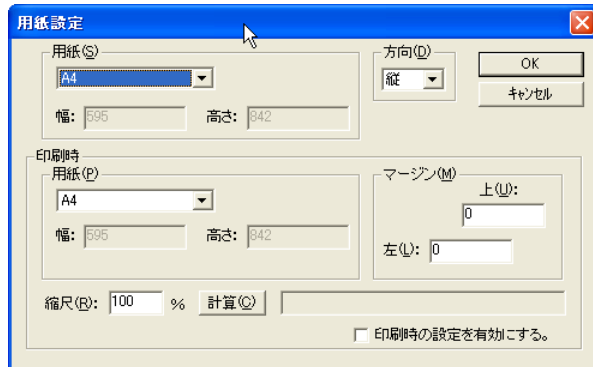 用紙設定
用紙(S)
A4
幅: 595 高さ: 842
方向(D)
縦
OK
キャンセル
印刷時
用紙(P)
A4
幅: 595 高さ: 842
マージン(M)
上(U):
0
左(L): 0
縮尺(R): 100 % 計算(C)
印刷時の設定を有効にする。